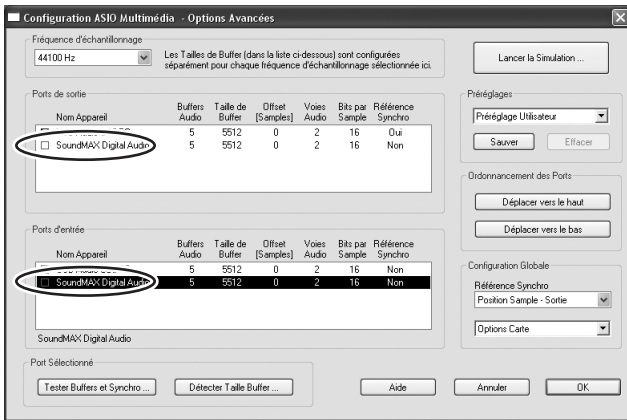 Configuration ASIO Multimédia - Options Avancées
Fréquence d'échantillonnage
44100 Hz
Les Tailles de Buffer (dans la liste ci-dessous) sont configurées
séparément pour chaque fréquence d'échantillonnage sélectionnée ici.
Lancer la Simulation ...
Ports de sortie
Nom Appareil Buffers Audio Taille de Buffer Offset [Samples] Voies Audio Bits par Sample Référence Synchro
5 5512 0 2 16 Oui
SoundMAX Digital Audio 5 5512 0 2 16 Non
Préréglages
Préréglage Utilisateur
Sauver Effacer
Ordonnancement des Ports
Déplacer vers le haut
Déplacer vers le bas
Ports d'entrée
Nom Appareil Buffers Audio Taille de Buffer Offset [Samples] Voies Audio Bits par Sample Référence Synchro
5 5512 0 2 16 Non
SoundMAX Digital Audio 5 5512 0 2 16 Non
SoundMAX Digital Audio
Configuration Globale
Référence Synchro
Position Sample - Sortie
Options Carte
Port Sélectionné
Tester Buffers et Synchro ... Détecter Taille Buffer ...
Aide Annuler OK